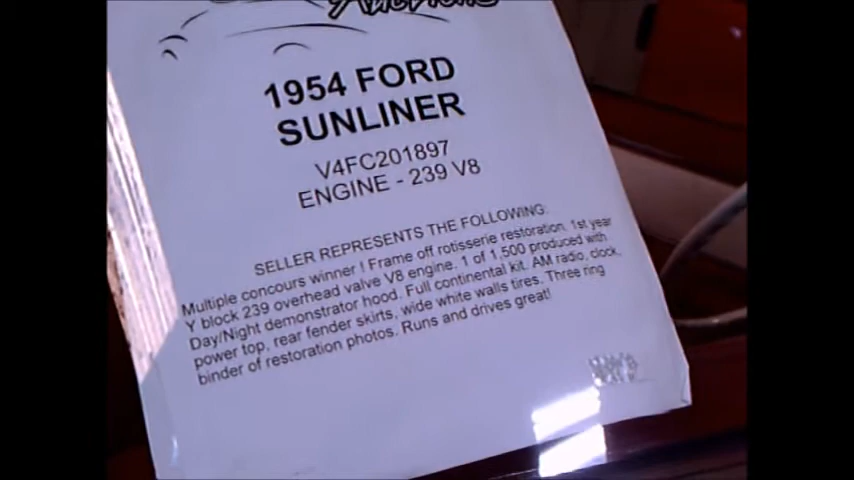 Auctions
1954 FORD
SUNLINER
V4FC201897
ENGINE - 239 V8
SELLER REPRESENTS THE FOLLOWING:
Multiple concours winner ! Frame off rotisserie restoration. 1st year
Y block 239 overhead valve V8 engine. 1 of 1,500 produced with
Day/Night demonstrator hood. Full continental kit. AM radio, clock,
power top, rear fender skirts, wide white walls tires. Three ring
binder of restoration photos. Runs and drives great!